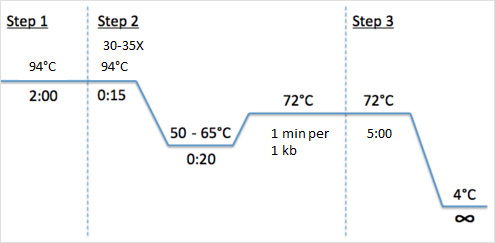 Step 1
Step 2
Step 3
30-35X
94°C
94°C
2:00
0:15
50 - 65°C
0:20
72°C
1 min per
1 kb
72°C
5:00
4°C
∞